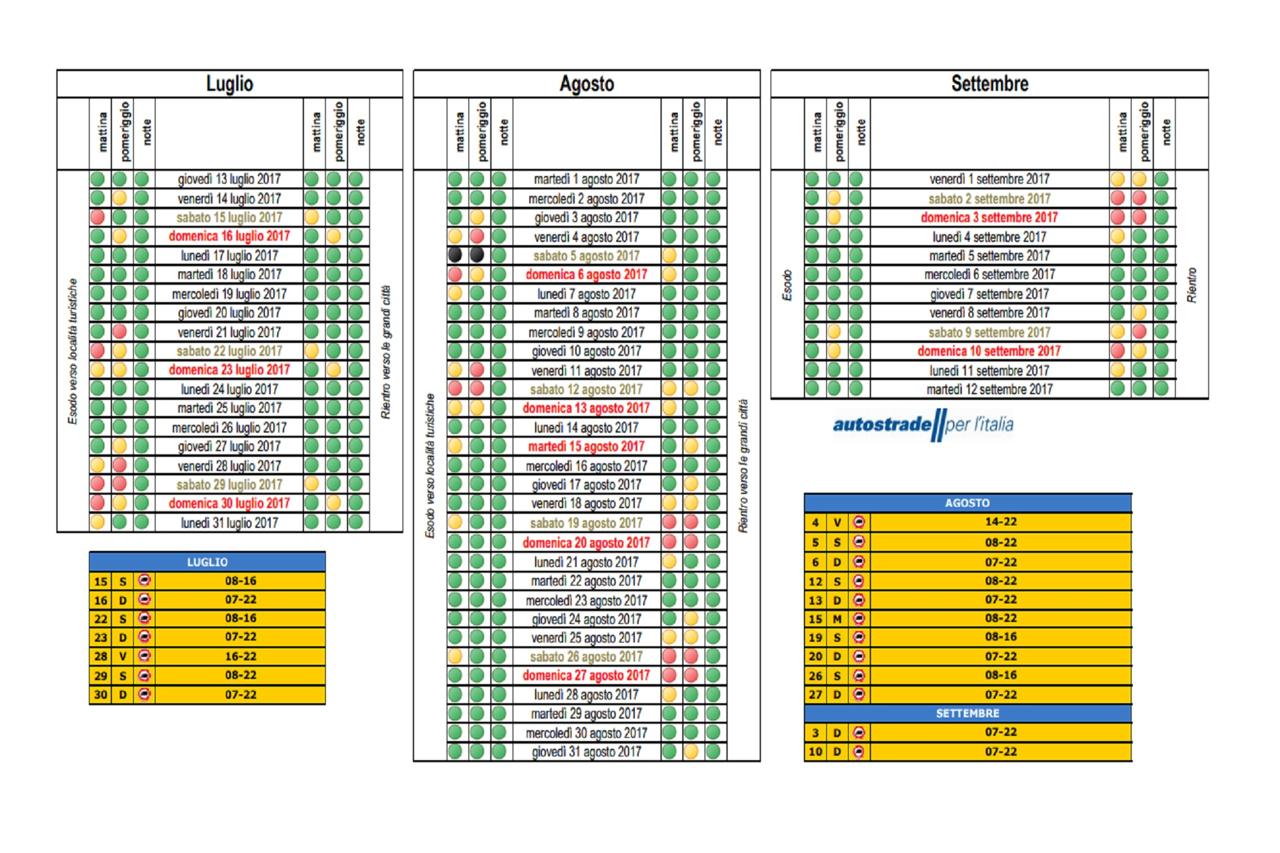 Luglio
mattina
pomeriggio
notte
mattina
pomeriggio
notte
Esodo verso località turistiche
giovedì 13 luglio 2017
venerdì 14 luglio 2017
sabato 15 luglio 2017
domenica 16 luglio 2017
lunedì 17 luglio 2017
martedì 18 luglio 2017
mercoledì 19 luglio 2017
giovedì 20 luglio 2017
venerdì 21 luglio 2017
sabato 22 luglio 2017
domenica 23 luglio 2017
lunedì 24 luglio 2017
martedì 25 luglio 2017
mercoledì 26 luglio 2017
giovedì 27 luglio 2017
venerdì 28 luglio 2017
sabato 29 luglio 2017
domenica 30 luglio 2017
lunedì 31 luglio 2017
Rientro verso le grandi città
LUGLIO
15 S 08-16
16 D 07-22
22 S 08-16
23 D 07-22
28 V 16-22
29 S 08-22
30 D 07-22
Agosto
mattina
pomeriggio
notte
mattina
pomeriggio
notte
Esodo verso località turistiche
martedì 1 agosto 2017
mercoledì 2 agosto 2017
giovedì 3 agosto 2017
venerdì 4 agosto 2017
sabato 5 agosto 2017
domenica 6 agosto 2017
lunedì 7 agosto 2017
martedì 8 agosto 2017
mercoledì 9 agosto 2017
giovedì 10 agosto 2017
venerdì 11 agosto 2017
sabato 12 agosto 2017
domenica 13 agosto 2017
lunedì 14 agosto 2017
martedì 15 agosto 2017
mercoledì 16 agosto 2017
giovedì 17 agosto 2017
venerdì 18 agosto 2017
sabato 19 agosto 2017
domenica 20 agosto 2017
lunedì 21 agosto 2017
martedì 22 agosto 2017
mercoledì 23 agosto 2017
giovedì 24 agosto 2017
venerdì 25 agosto 2017
sabato 26 agosto 2017
domenica 27 agosto 2017
lunedì 28 agosto 2017
martedì 29 agosto 2017
mercoledì 30 agosto 2017
giovedì 31 agosto 2017
Rientro verso le grandi città
Settembre
mattina
pomeriggio
notte
mattina
pomeriggio
notte
Esodo
venerdì 1 settembre 2017
sabato 2 settembre 2017
domenica 3 settembre 2017
lunedì 4 settembre 2017
martedì 5 settembre 2017
mercoledì 6 settembre 2017
giovedì 7 settembre 2017
venerdì 8 settembre 2017
sabato 9 settembre 2017
domenica 10 settembre 2017
lunedì 11 settembre 2017
martedì 12 settembre 2017
Rientro
autostrade per l'italia
AGOSTO
4 V 14-22
5 S 08-22
6 D 07-22
12 S 08-22
13 D 07-22
15 M 08-22
19 S 08-16
20 D 07-22
26 S 08-16
27 D 07-22
SETTEMBRE
3 D 07-22
10 D 07-22